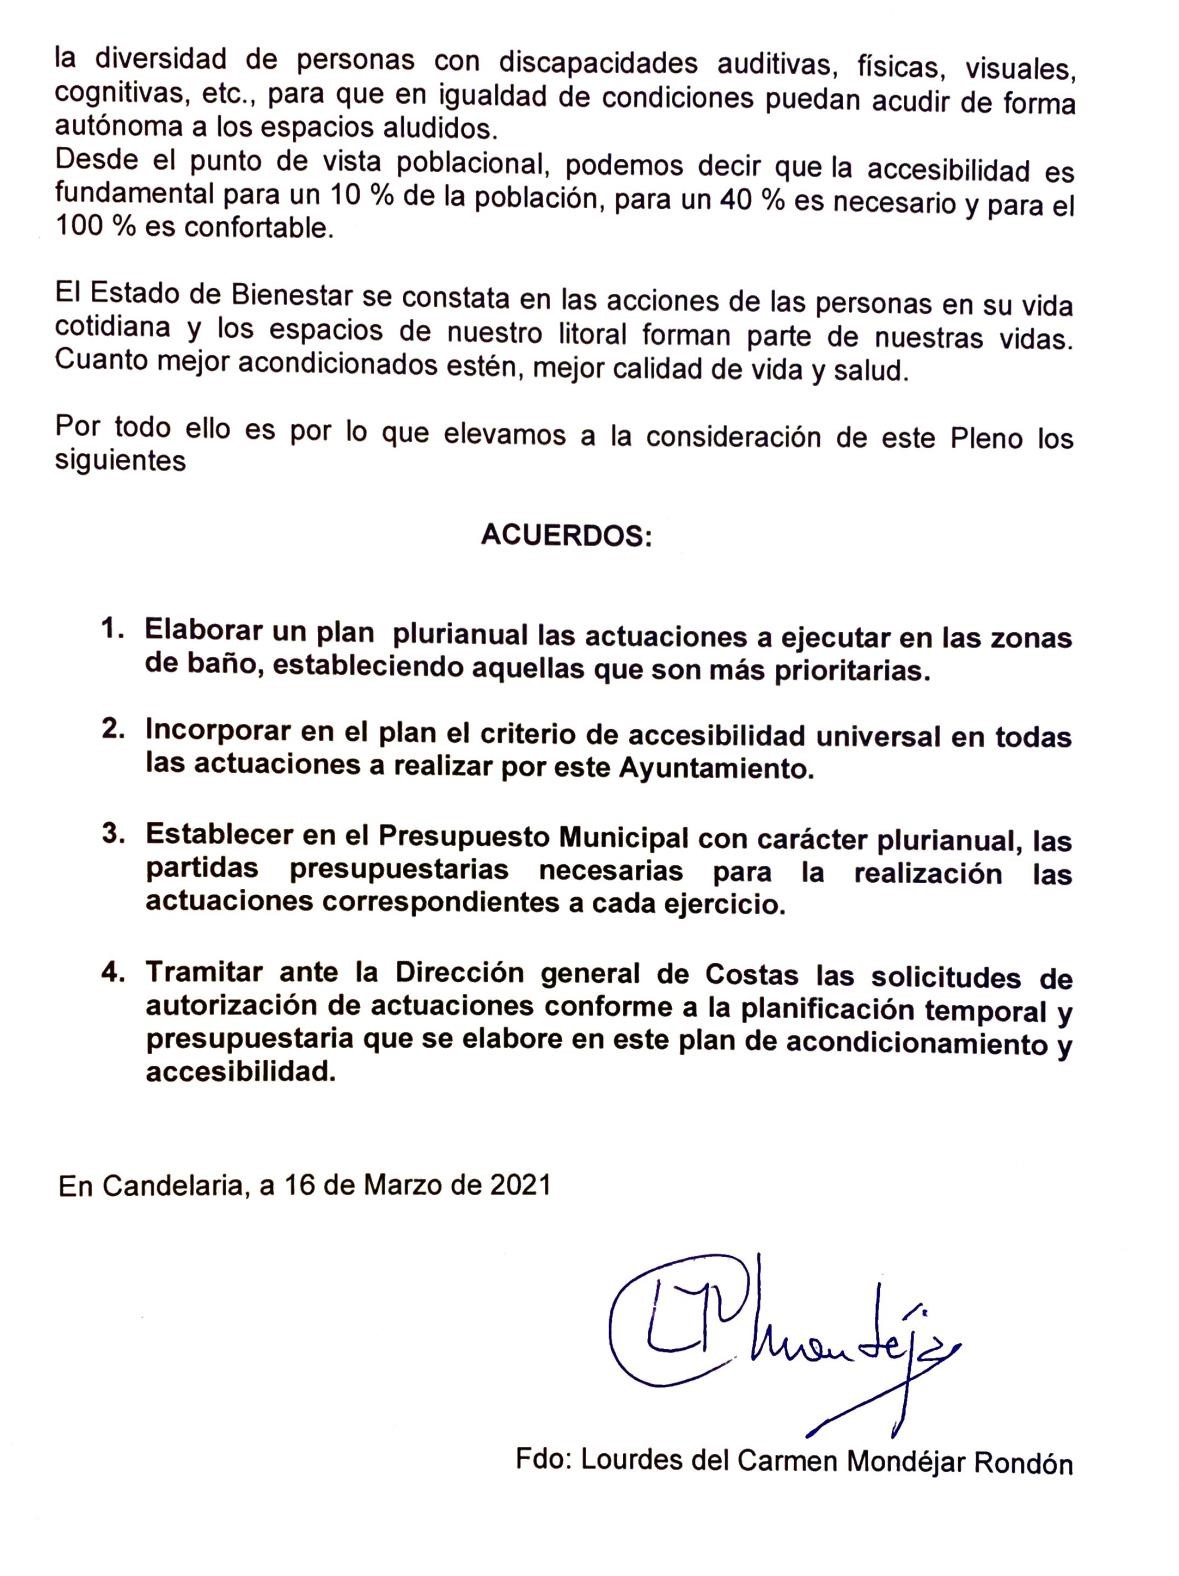 la diversidad de personas con discapacidades auditivas, físicas, visuales,
cognitivas, etc., para que en igualdad de condiciones puedan acudir de forma
autónoma a los espacios aludidos.
Desde el punto de vista poblacional, podemos decir que la accesibilidad es
fundamental para un 10 % de la población, para un 40 % es necesario y para el
100 % es confortable.
El Estado de Bienestar se constata en las acciones de las personas en su vida
cotidiana y los espacios de nuestro litoral forman parte de nuestras vidas.
Cuanto mejor acondicionados estén, mejor calidad de vida y salud.
Por todo ello es por lo que elevamos a la consideración de este Pleno los
siguientes
ACUERDOS:
1. Elaborar un plan plurianual las actuaciones a ejecutar en las zonas
de baño, estableciendo aquellas que son más prioritarias.
2. Incorporar en el plan el criterio de accesibilidad universal en todas
las actuaciones a realizar por este Ayuntamiento.
3. Establecer en el Presupuesto Municipal con carácter plurianual, las
partidas presupuestarias necesarias para la realización las
actuaciones correspondientes a cada ejercicio.
4. Tramitar ante la Dirección general de Costas las solicitudes de
autorización de actuaciones conforme a la planificación temporal y
presupuestaria que se elabore en este plan de acondicionamiento y
accesibilidad.
En Candelaria, a 16 de Marzo de 2021
Fdo: Lourdes del Carmen Mondéjar Rondón